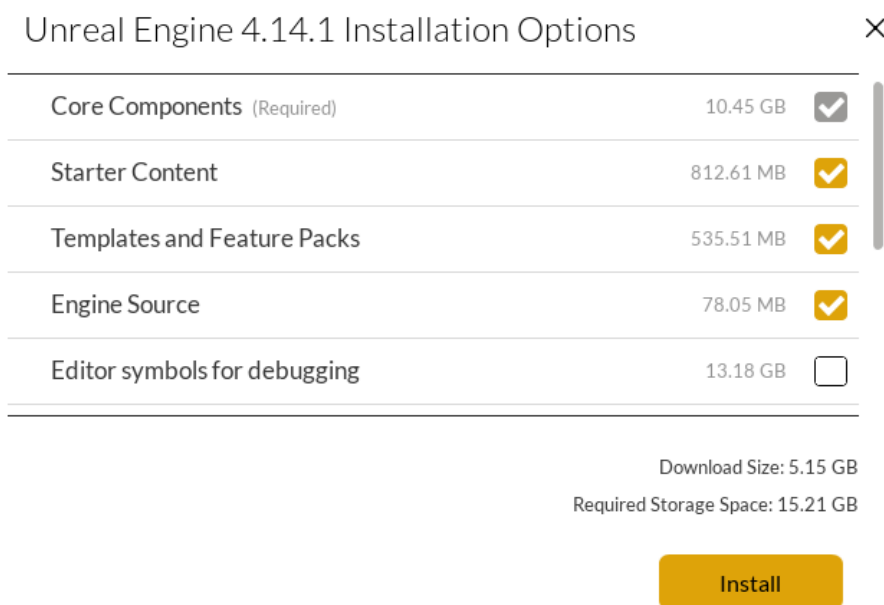 Unreal Engine 4.14.1 Installation Options
Core Components (Required) 10.45 GB
Starter Content 812.61 MB
Templates and Feature Packs 535.51 MB
Engine Source 78.05 MB
Editor symbols for debugging 13.18 GB
Download Size: 5.15 GB
Required Storage Space: 15.21 GB
Install